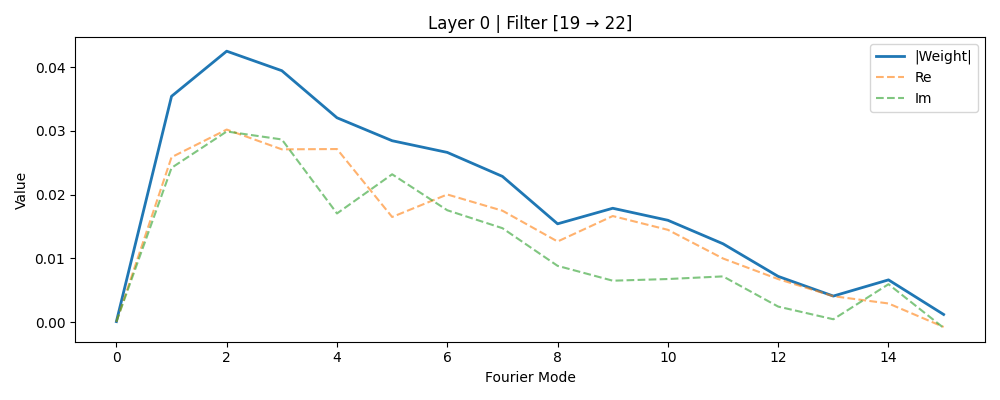 Layer 0 | Filter [19 → 22]
|Weight|
Re
Im
Value
0.04
0.03
0.02
0.01
0.00
0 2 4 6 8 10 12 14
Fourier Mode